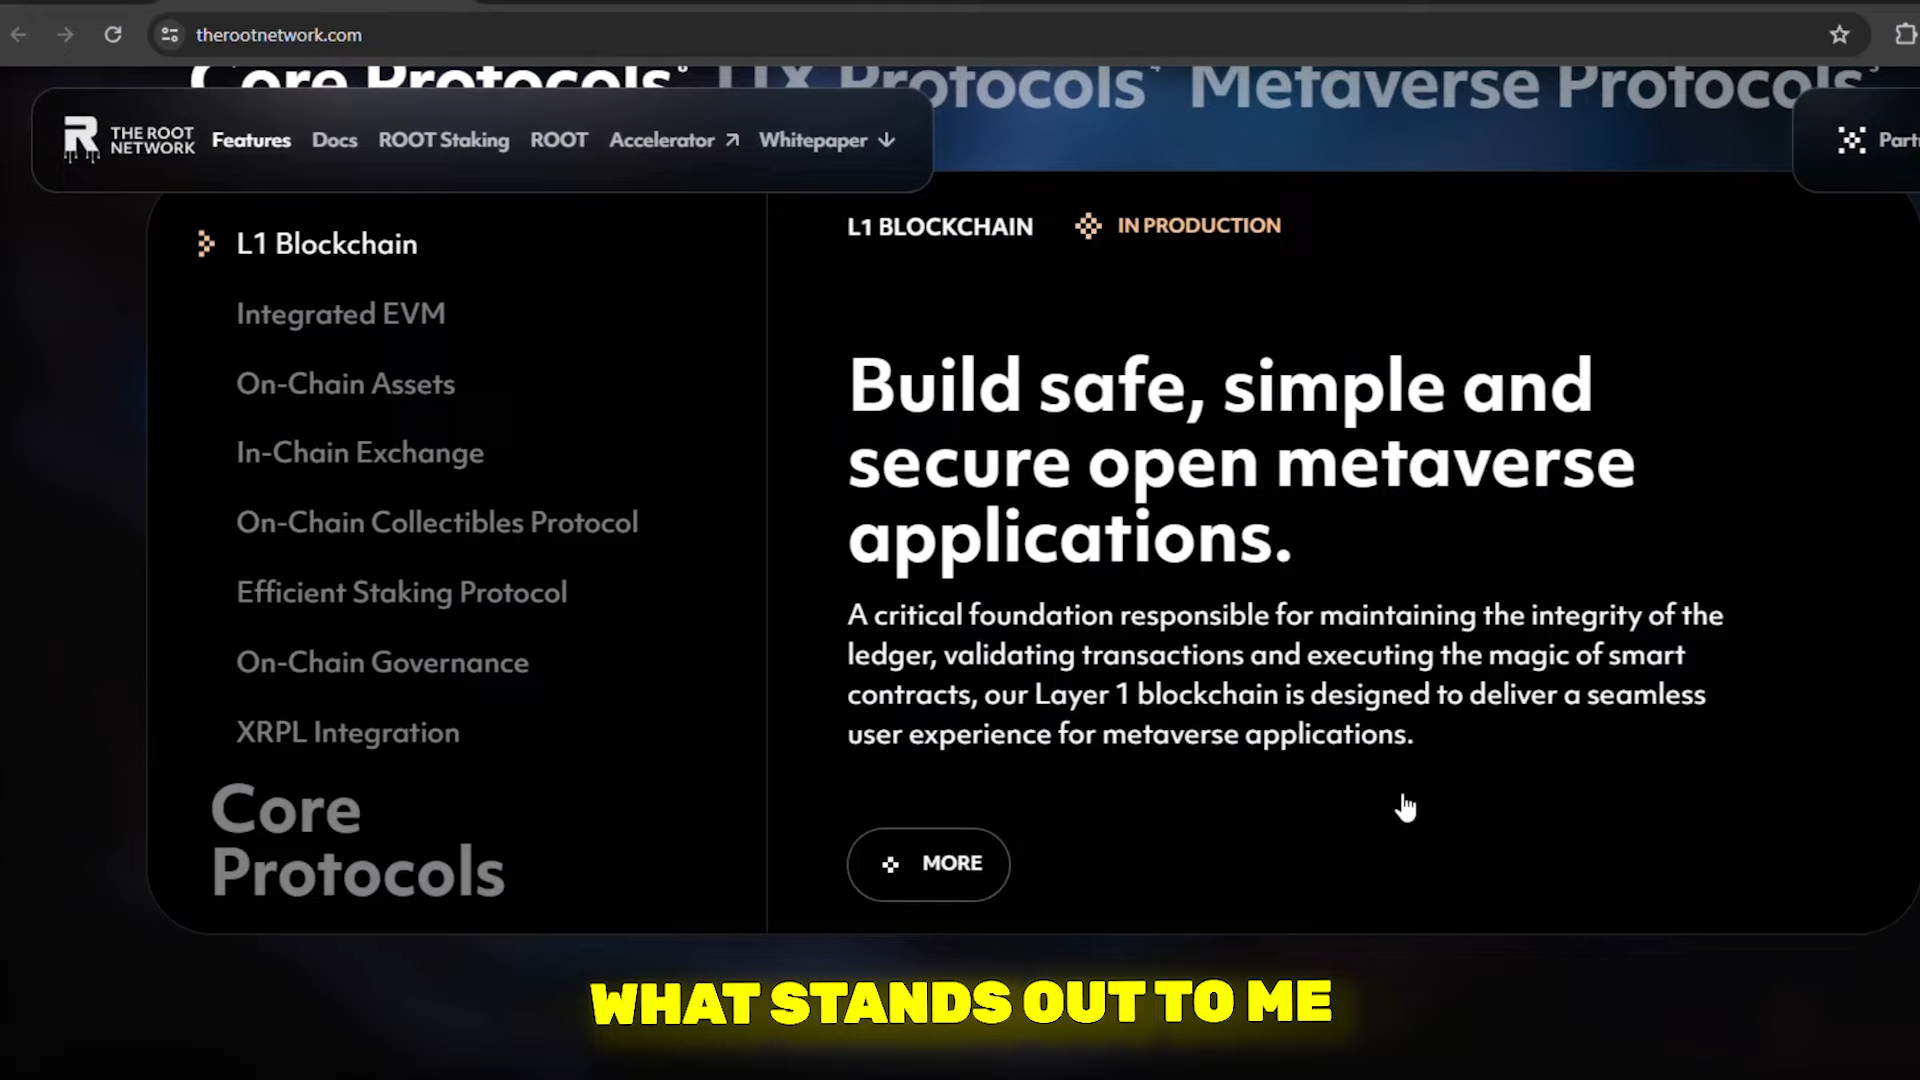 therootnetwork.com
Core Protocols⁸ UX Protocols⁴ Metaverse Protocols
THE ROOT
NETWORK
Features Docs ROOT Staking ROOT Accelerator ↗ Whitepaper ↓
L1 Blockchain
Integrated EVM
On-Chain Assets
In-Chain Exchange
On-Chain Collectibles Protocol
Efficient Staking Protocol
On-Chain Governance
XRPL Integration
Core
Protocols
L1 BLOCKCHAIN IN PRODUCTION
Build safe, simple and
secure open metaverse
applications.
A critical foundation responsible for maintaining the integrity of the
ledger, validating transactions and executing the magic of smart
contracts, our Layer 1 blockchain is designed to deliver a seamless
user experience for metaverse applications.
MORE
WHAT STANDS OUT TO ME